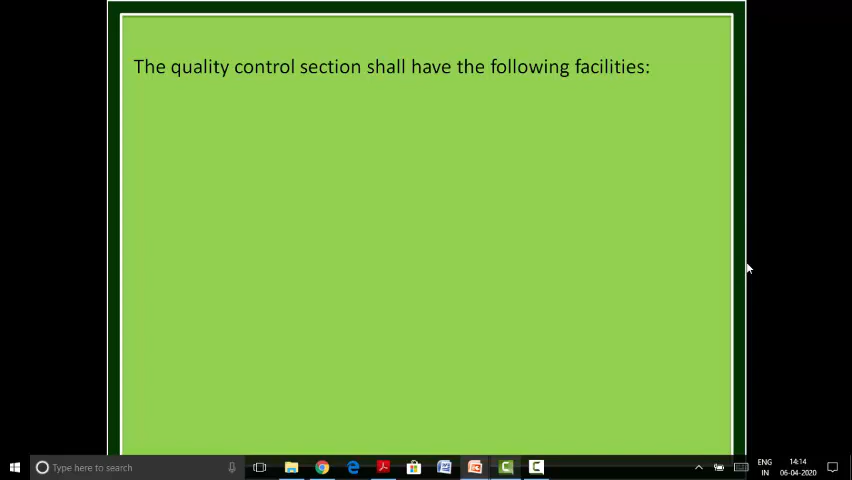 The quality control section shall have the following facilities:
Type here to search
ENG
IN
14:14
06-04-2020